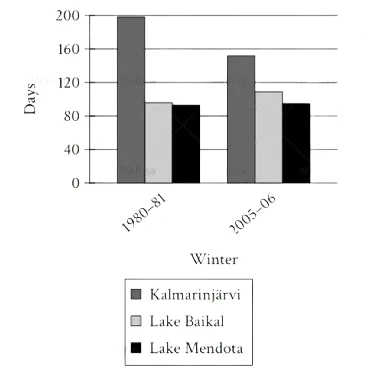 200
160
120
80
40
0
Days
1980–81
2005–06
Winter
Kalmarinjärvi
Lake Baikal
Lake Mendota